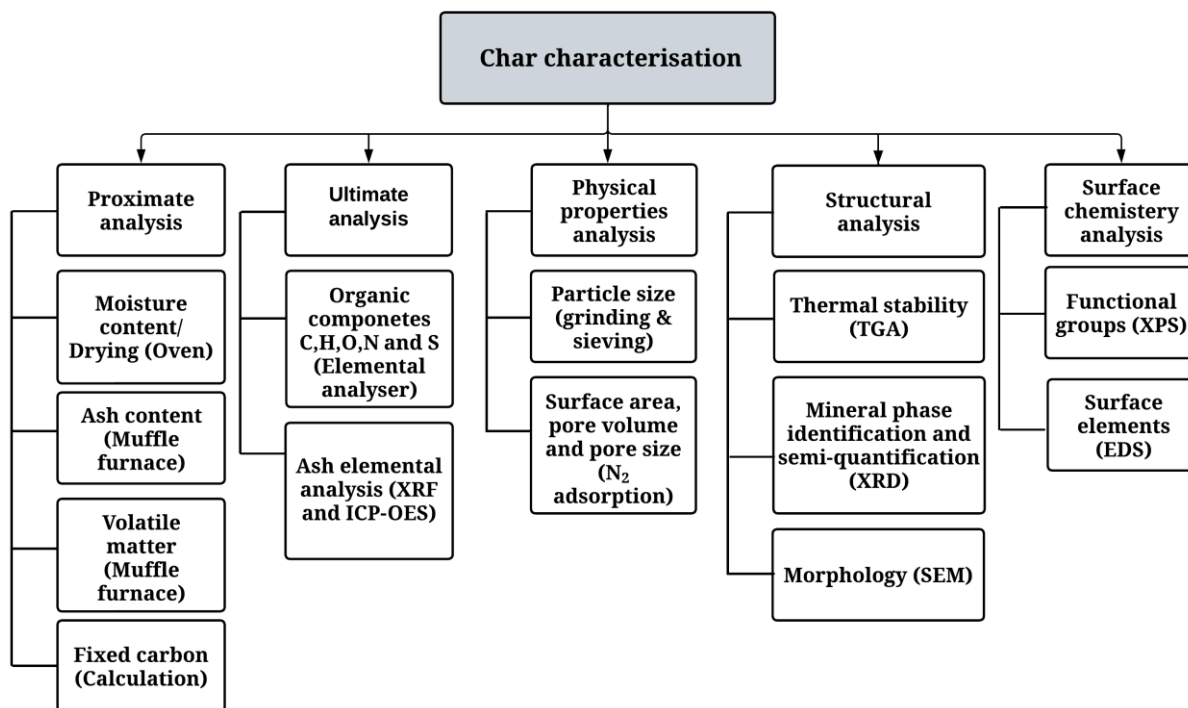 Char characterisation
Proximate
analysis
Moisture
content/
Drying (Oven)
Ash content
(Muffle
furnace)
Volatile
matter
(Muffle
furnace)
Fixed carbon
(Calculation)
Ultimate
analysis
Organic
componetes
C,H,O,N and S
(Elemental
analyser)
Ash elemental
analysis (XRF
and ICP-OES)
Physical
properties
analysis
Particle size
(grinding &
sieving)
Surface area,
pore volume
and pore size
(N₂
adsorption)
Structural
analysis
Thermal stability
(TGA)
Mineral phase
identification and
semi-quantification
(XRD)
Morphology (SEM)
Surface
chemistery
analysis
Functional
groups (XPS)
Surface
elements
(EDS)